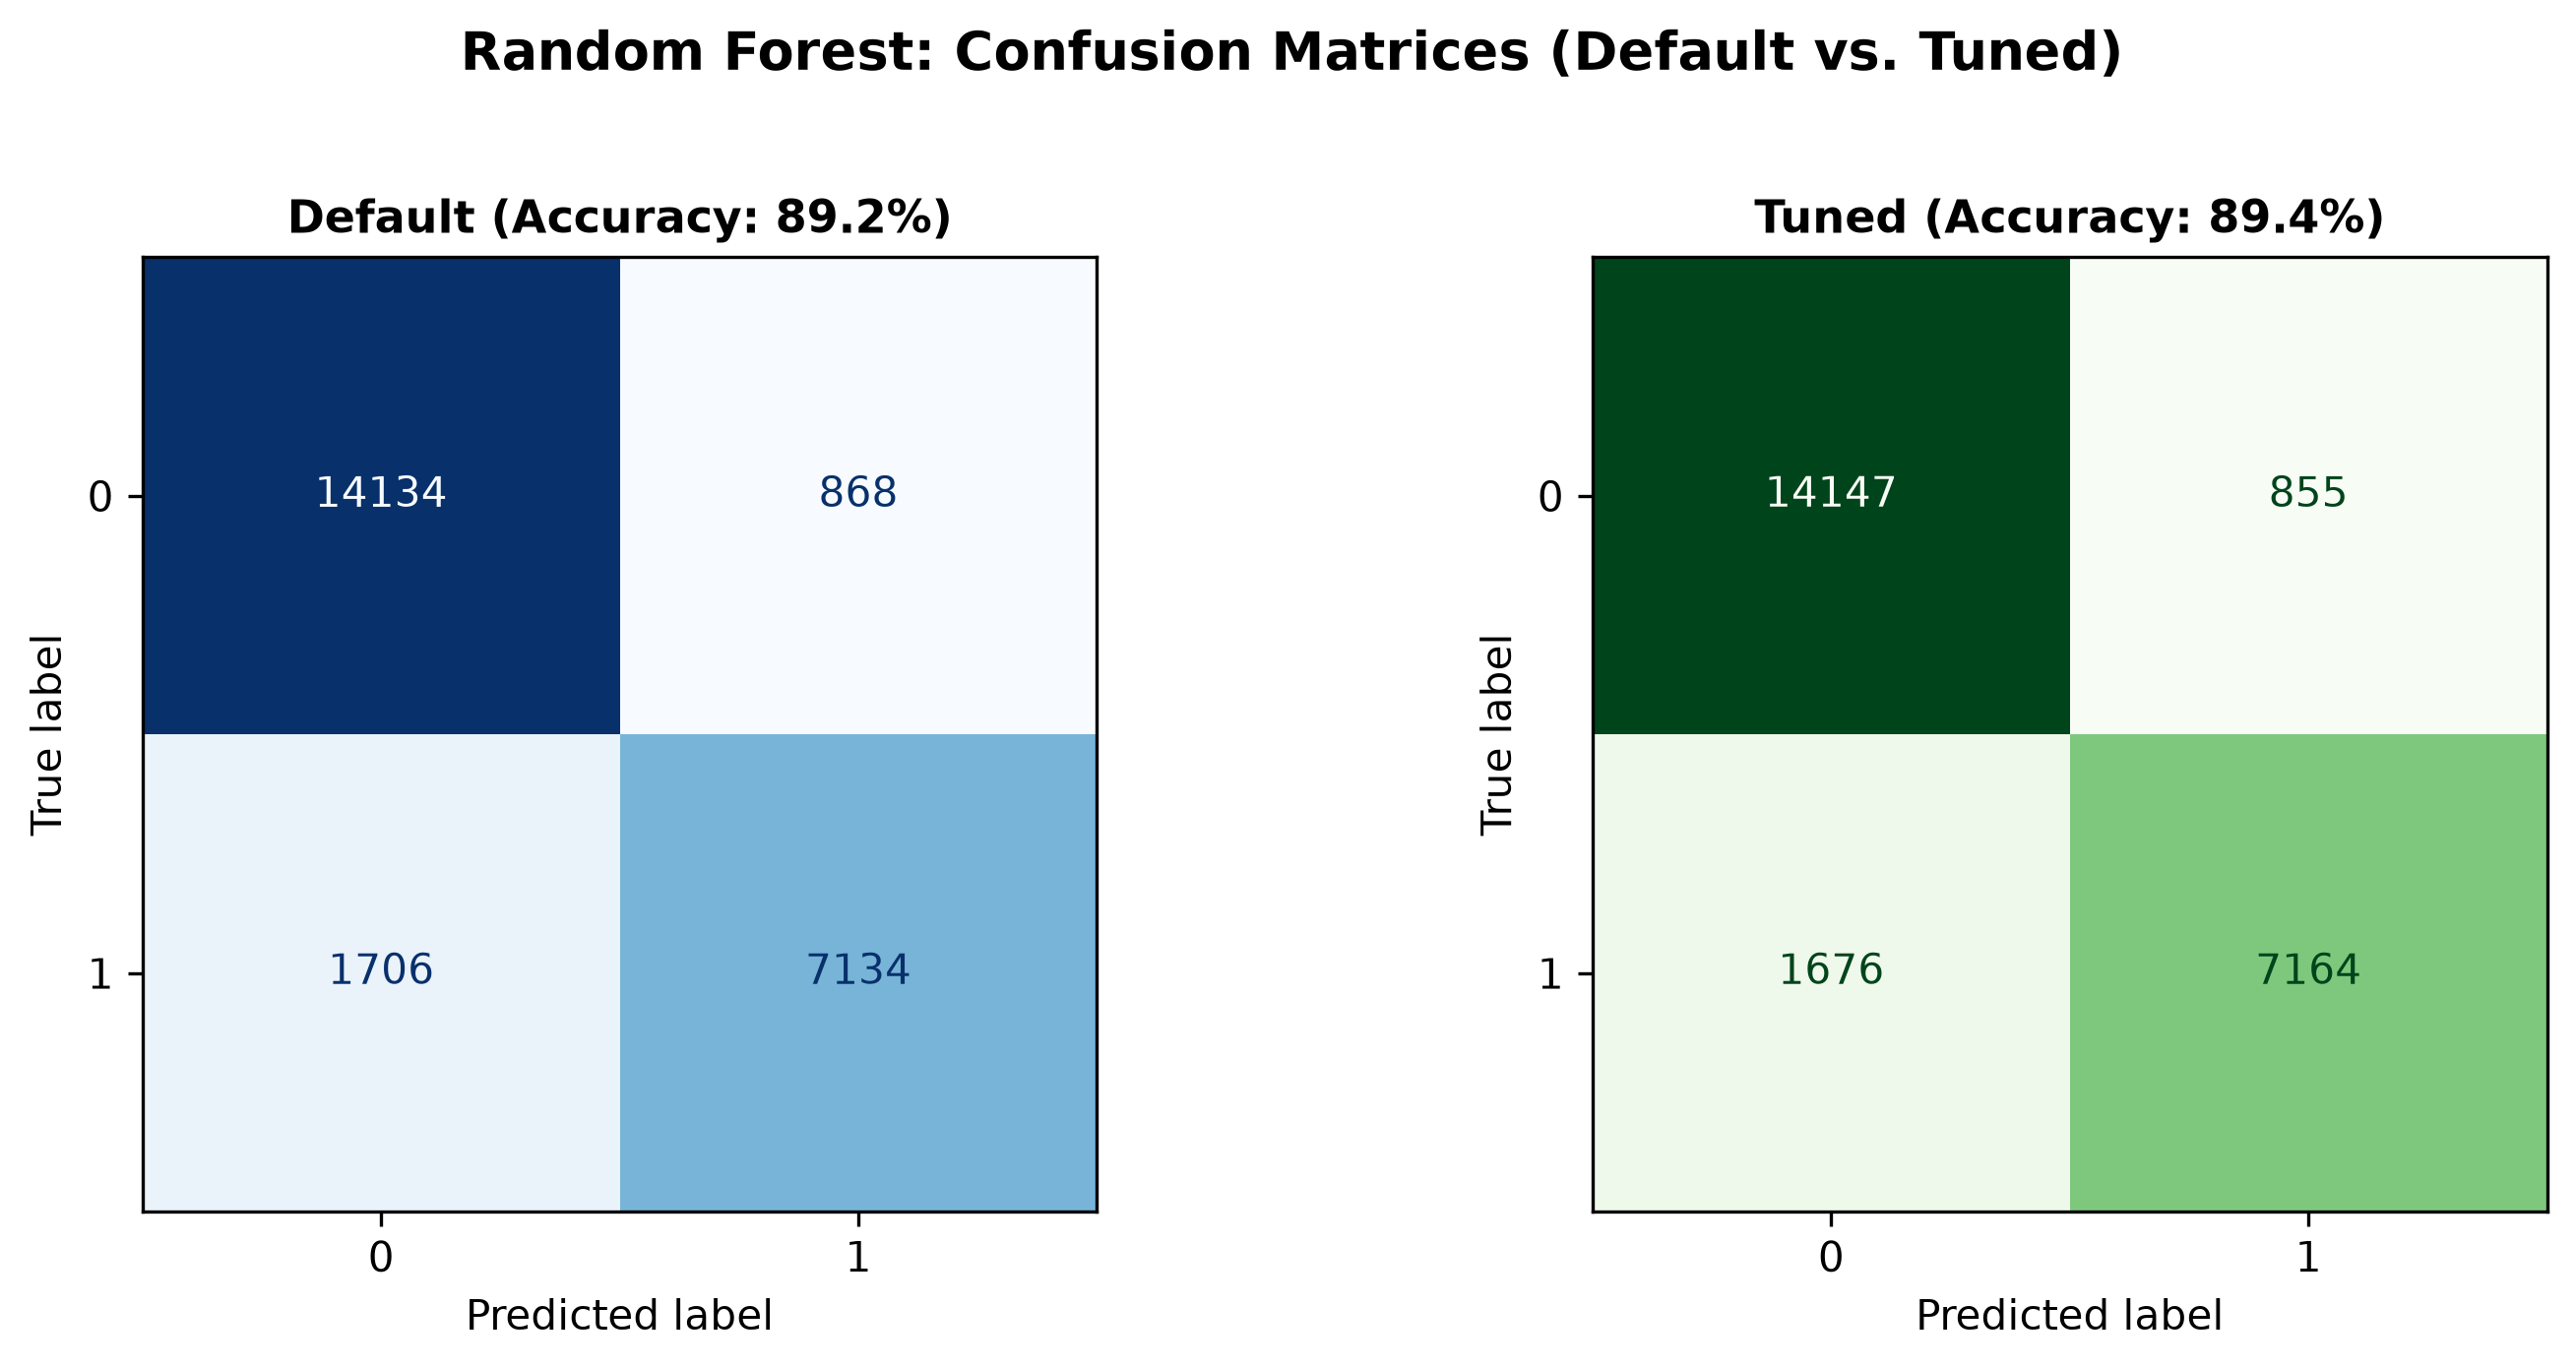 Random Forest: Confusion Matrices (Default vs. Tuned)
Default (Accuracy: 89.2%)
True label
0
14134
868
1
1706
7134
0
1
Predicted label
Tuned (Accuracy: 89.4%)
True label
0
14147
855
1
1676
7164
0
1
Predicted label